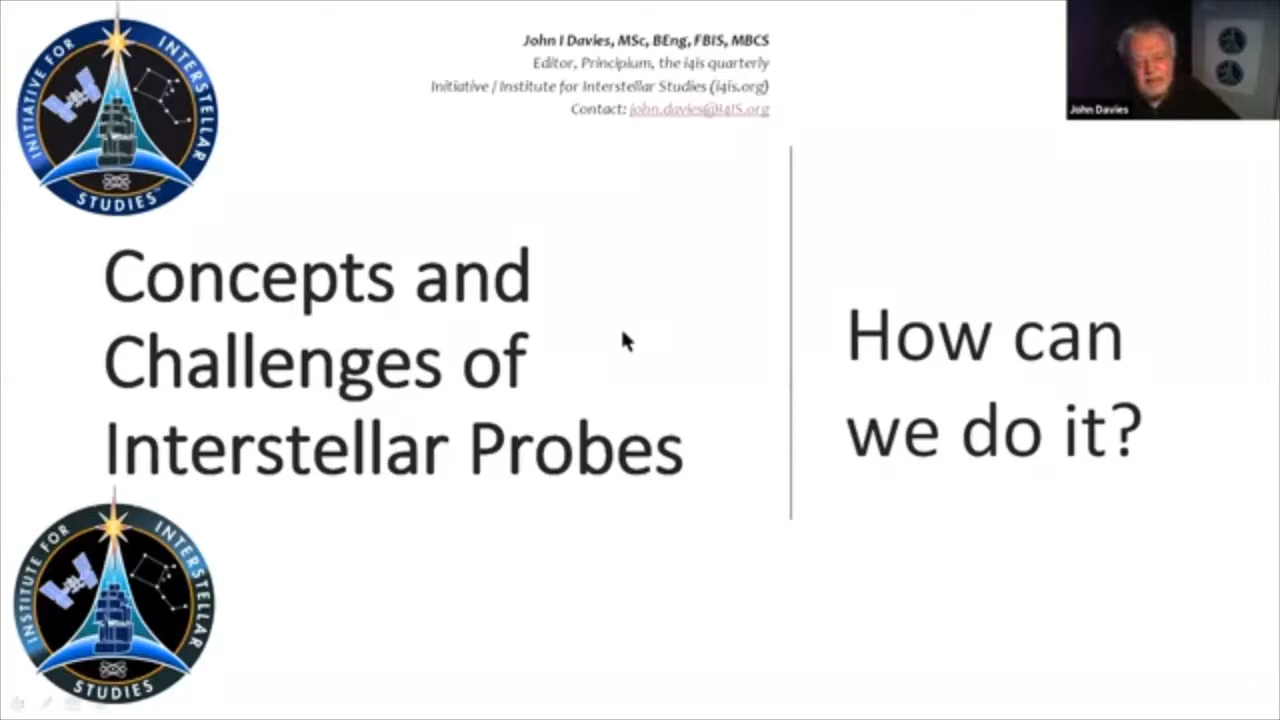 INITIATIVE FOR INTERSTELLAR STUDIES™
John I Davies, MSc, BEng, FBIS, MBCS
Editor, Principium, the i4is quarterly
Initiative / Institute for Interstellar Studies (i4is.org)
Contact: john.davies@I4IS.org
John Davies
Concepts and
Challenges of
Interstellar Probes
How can
we do it?
INSTITUTE FOR INTERSTELLAR STUDIES